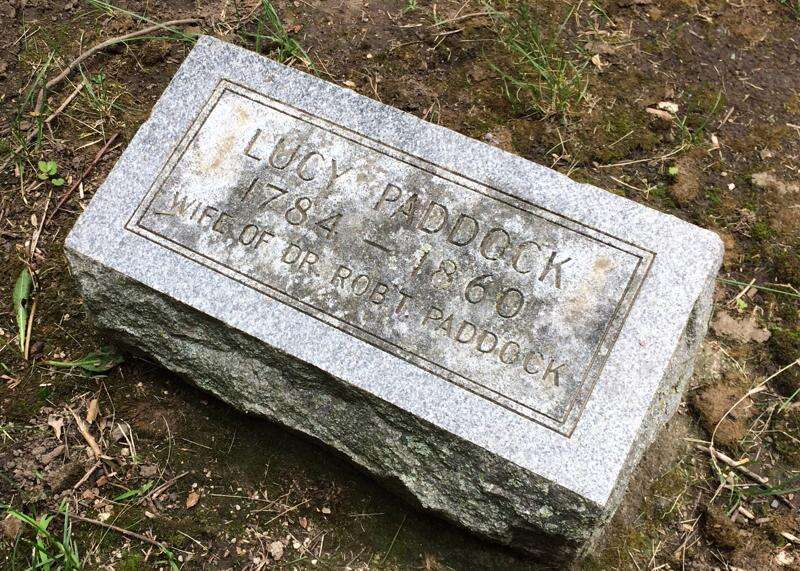 LUCY PADDOCK
1784 – 1860
WIFE OF DR. ROBT. PADDOCK